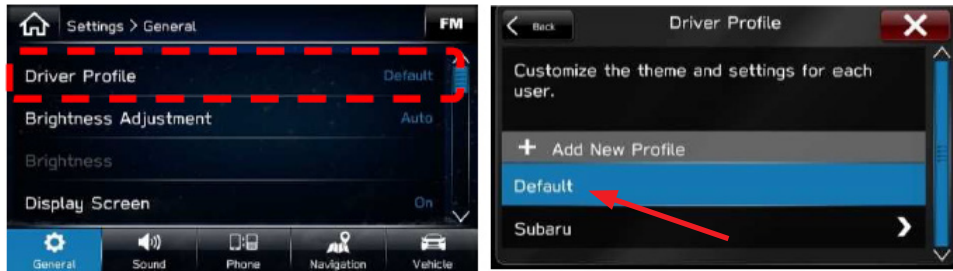 Settings > General
FM
Driver Profile Default
Brightness Adjustment Auto
Brightness
Display Screen On
General Sound Phone Navigation Vehicle
Back Driver Profile
Customize the theme and settings for each
user.
+ Add New Profile
Default
Subaru